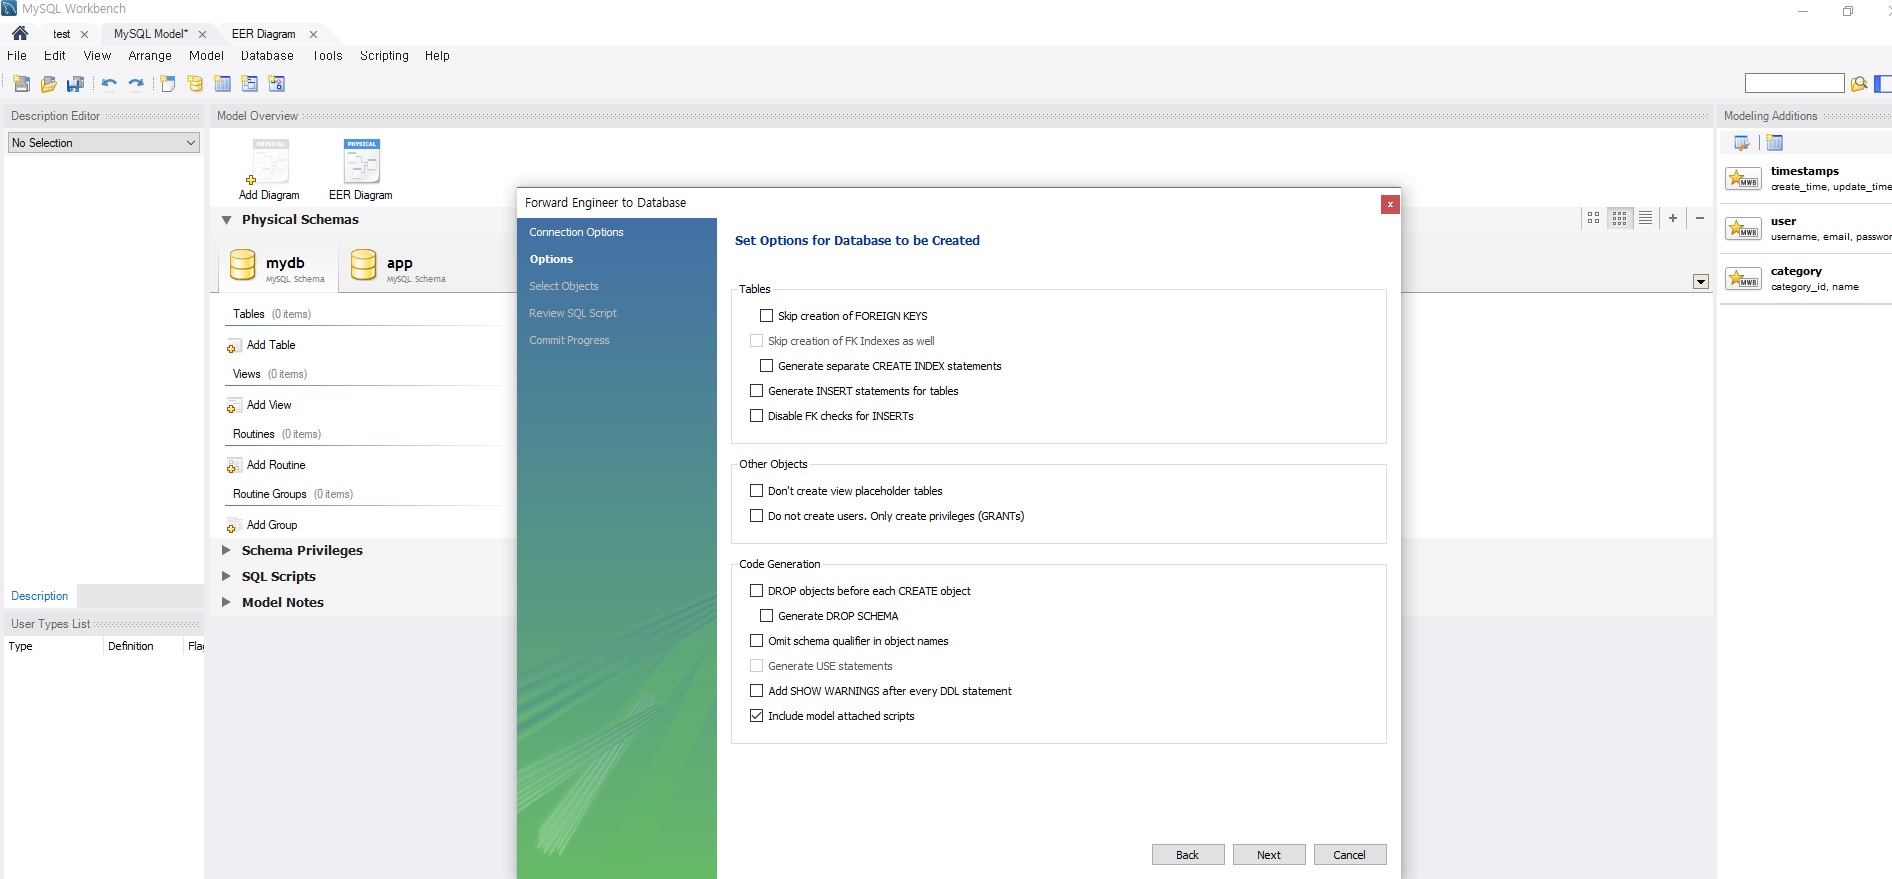 MySQL Workbench
test
MySQL Model*
EER Diagram
File Edit View Arrange Model Database Tools Scripting Help
Description Editor
No Selection
Description
User Types List
Type Definition Flag
Model Overview
PHYSICAL
Add Diagram
PHYSICAL
EER Diagram
Physical Schemas
mydb
MySQL Schema
app
MySQL Schema
Tables (0 items)
Add Table
Views (0 items)
Add View
Routines (0 items)
Add Routine
Routine Groups (0 items)
Add Group
Schema Privileges
SQL Scripts
Model Notes
Forward Engineer to Database
x
Connection Options
Options
Select Objects
Review SQL Script
Commit Progress
Set Options for Database to be Created
Tables
Skip creation of FOREIGN KEYS
Skip creation of FK Indexes as well
Generate separate CREATE INDEX statements
Generate INSERT statements for tables
Disable FK checks for INSERTs
Other Objects
Don't create view placeholder tables
Do not create users. Only create privileges (GRANTs)
Code Generation
DROP objects before each CREATE object
Generate DROP SCHEMA
Omit schema qualifier in object names
Generate USE statements
Add SHOW WARNINGS after every DDL statement
Include model attached scripts
Back Next Cancel
Modeling Additions
MWB
timestamps
create_time, update_time
MWB
user
username, email, passwor
MWB
category
category_id, name